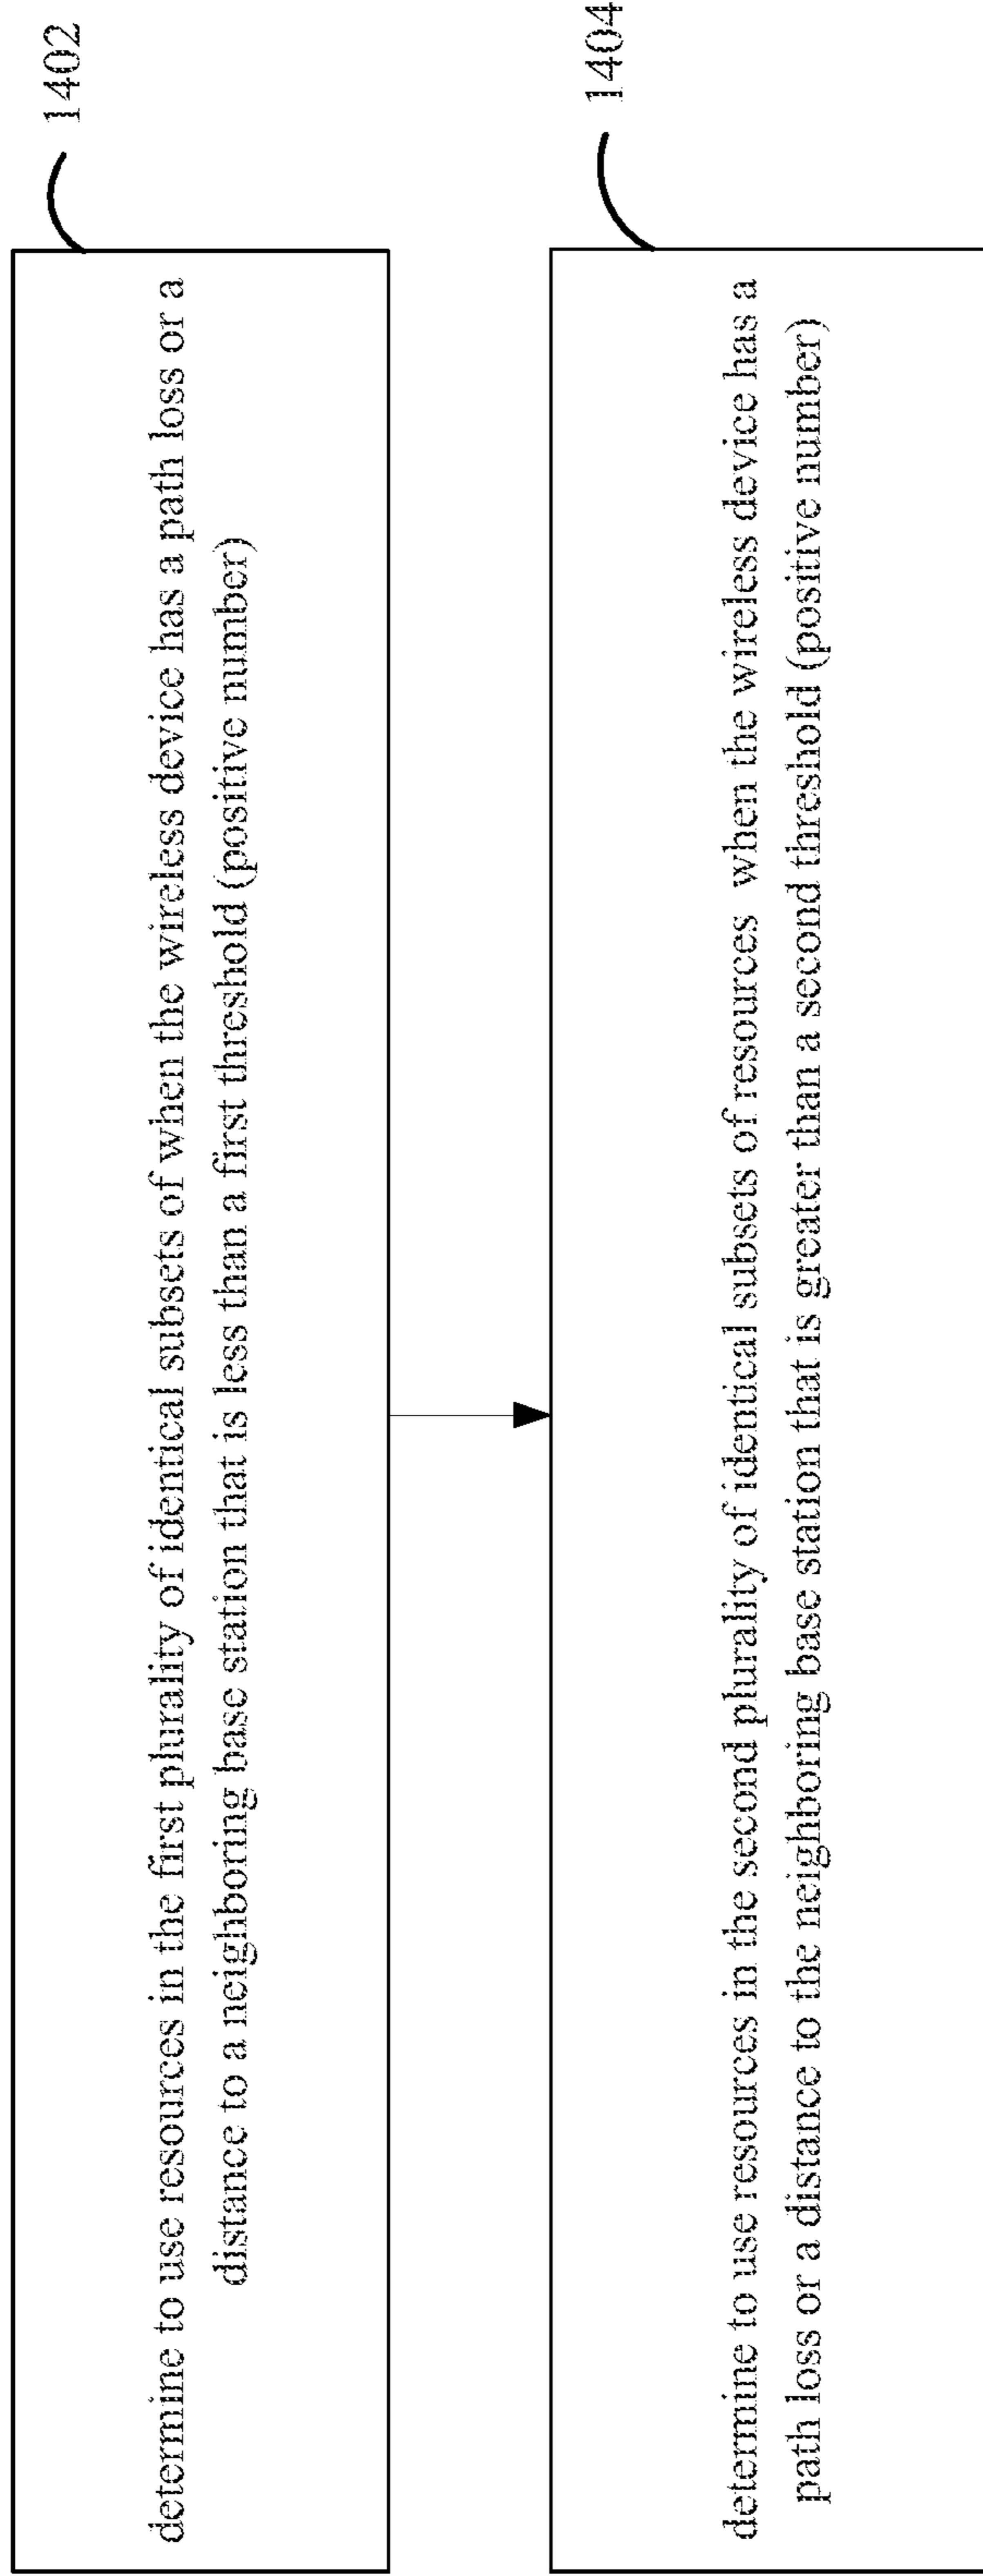 1402
determine to use resources in the first plurality of identical subsets of when the wireless device has a path loss or a
distance to a neighboring base station that is less than a first threshold (positive number)
1404
determine to use resources in the second plurality of identical subsets of resources when the wireless device has a
path loss or a distance to the neighboring base station that is greater than a second threshold (positive number)